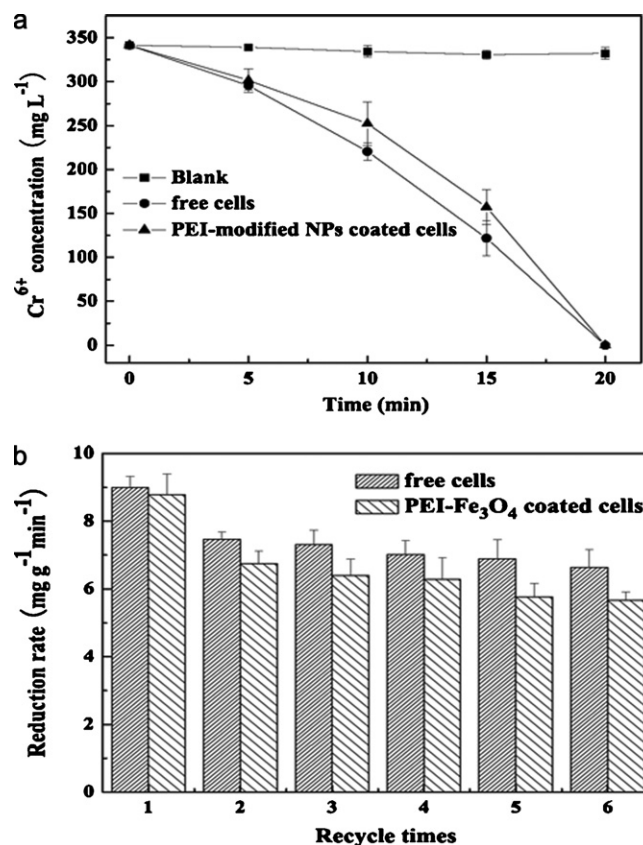 a
350
300
250
200
150
100
50
0
Cr6+ concentration (mg L-1)
Blank
free cells
PEI-modified NPs coated cells
0 5 10 15 20
Time (min)
b
10
8
6
4
2
0
Reduction rate (mg g-1 min-1)
free cells
PEI-Fe3O4 coated cells
1 2 3 4 5 6
Recycle times